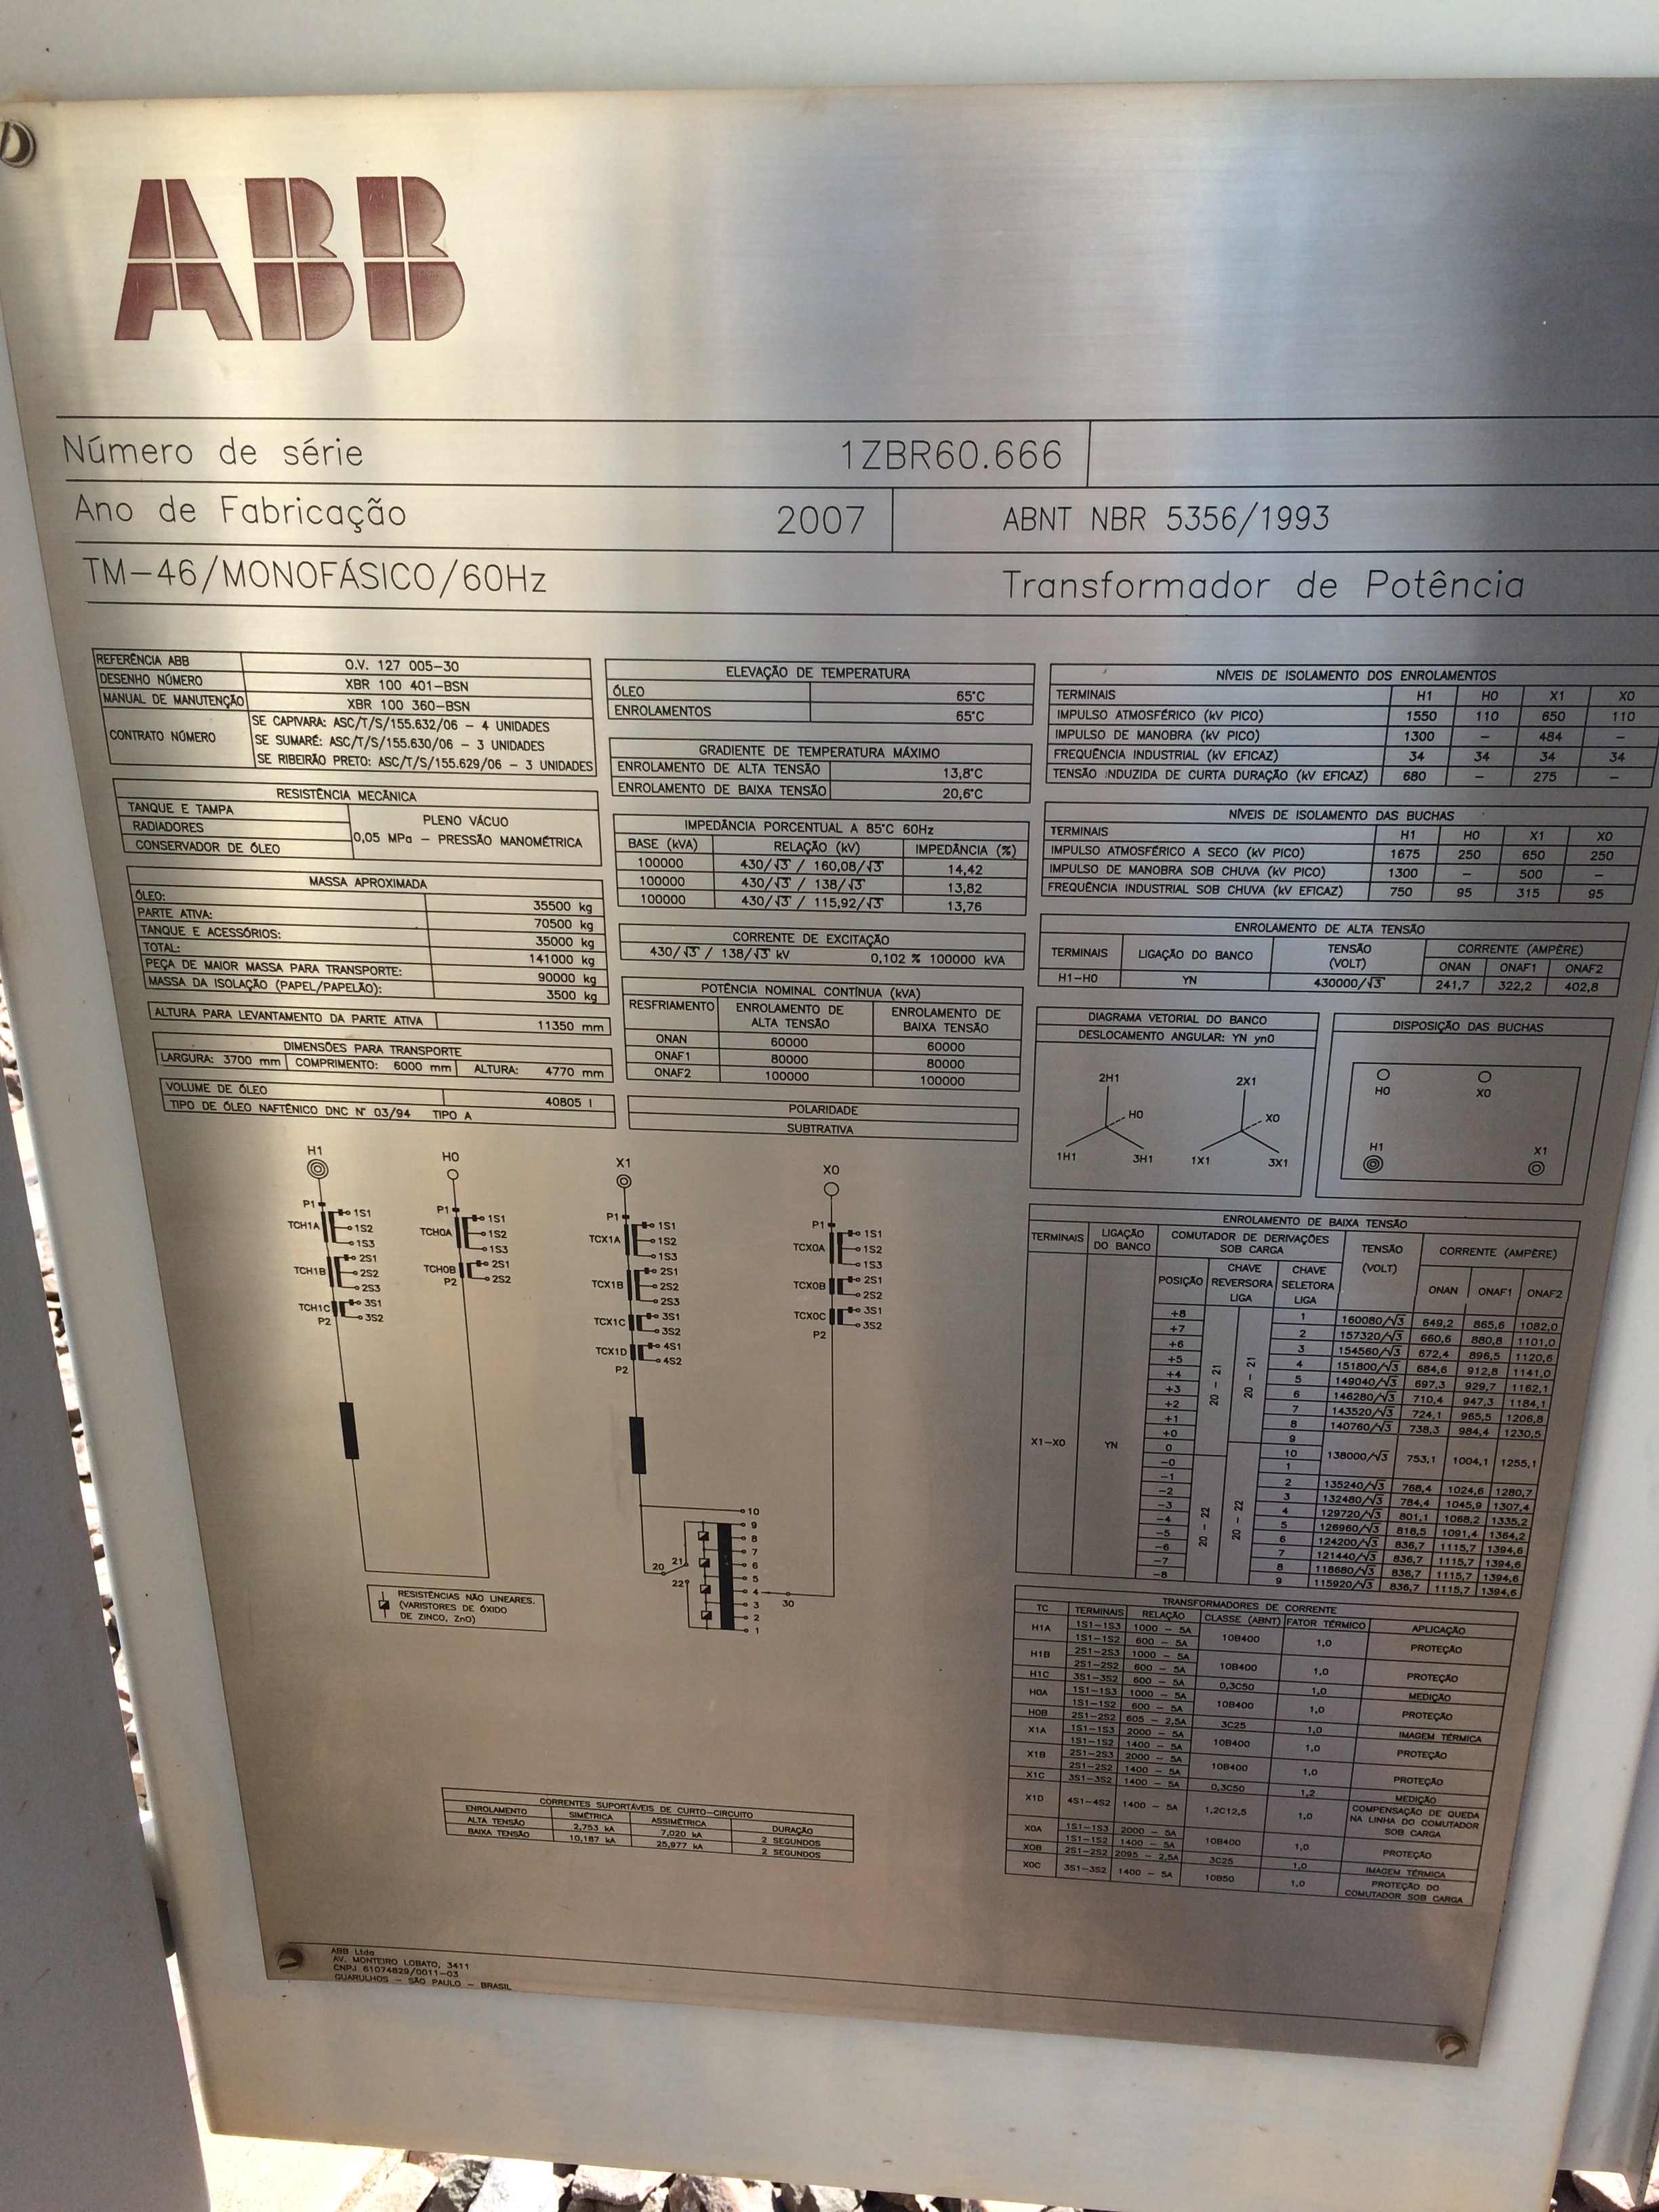 ABB
Número de série 1ZBR60.666
Ano de Fabricação 2007 ABNT NBR 5356/1993
TM-46/MONOFÁSICO/60Hz Transformador de Potência
REFERÊNCIA ABB O.V. 127 005-30
DESENHO NÚMERO XBR 100 401-BSN
MANUAL DE MANUTENÇÃO XBR 100 360-BSN
CONTRATO NÚMERO
SE CAPIVARA: ASC/T/S/155.632/06 - 4 UNIDADES
SE SUMARÉ: ASC/T/S/155.630/06 - 3 UNIDADES
SE RIBEIRÃO PRETO: ASC/T/S/155.629/06 - 3 UNIDADES
RESISTÊNCIA MECÂNICA
TANQUE E TAMPA
RADIADORES
CONSERVADOR DE ÓLEO
PLENO VÁCUO
0,05 MPa - PRESSÃO MANOMÉTRICA
MASSA APROXIMADA
ÓLEO: 35500 kg
PARTE ATIVA: 70500 kg
TANQUE E ACESSÓRIOS: 35000 kg
TOTAL: 141000 kg
PEÇA DE MAIOR MASSA PARA TRANSPORTE: 90000 kg
MASSA DA ISOLAÇÃO (PAPEL/PAPELÃO): 3500 kg
ALTURA PARA LEVANTAMENTO DA PARTE ATIVA 11350 mm
DIMENSÕES PARA TRANSPORTE
LARGURA: 3700 mm COMPRIMENTO: 6000 mm ALTURA: 4770 mm
VOLUME DE ÓLEO 40805 l
TIPO DE ÓLEO NAFTÊNICO DNC Nº 03/94 TIPO A
ELEVAÇÃO DE TEMPERATURA
ÓLEO 65°C
ENROLAMENTOS 65°C
GRADIENTE DE TEMPERATURA MÁXIMO
ENROLAMENTO DE ALTA TENSÃO 13,8°C
ENROLAMENTO DE BAIXA TENSÃO 20,6°C
IMPEDÂNCIA PORCENTUAL A 85°C 60Hz
BASE (kVA) RELAÇÃO (kV) IMPEDÂNCIA (%)
100000 430/√3 / 160,08/√3 14,42
100000 430/√3 / 138/√3 13,82
100000 430/√3 / 115,92/√3 13,76
CORRENTE DE EXCITAÇÃO
430/√3 / 138/√3 kV 0,102 % 100000 kVA
POTÊNCIA NOMINAL CONTÍNUA (kVA)
RESFRIAMENTO ENROLAMENTO DE ALTA TENSÃO ENROLAMENTO DE BAIXA TENSÃO
ONAN 60000 60000
ONAF1 80000 80000
ONAF2 100000 100000
POLARIDADE
SUBTRATIVA
NÍVEIS DE ISOLAMENTO DOS ENROLAMENTOS
TERMINAIS H1 H0 X1 X0
IMPULSO ATMOSFÉRICO (kV PICO) 1550 110 650 110
IMPULSO DE MANOBRA (kV PICO) 1300 - 484 -
FREQUÊNCIA INDUSTRIAL (kV EFICAZ) 34 34 34 34
TENSÃO INDUZIDA DE CURTA DURAÇÃO (kV EFICAZ) 680 - 275 -
NÍVEIS DE ISOLAMENTO DAS BUCHAS
TERMINAIS H1 H0 X1 X0
IMPULSO ATMOSFÉRICO A SECO (kV PICO) 1675 250 650 250
IMPULSO DE MANOBRA SOB CHUVA (kV PICO) 1300 - 500 -
FREQUÊNCIA INDUSTRIAL SOB CHUVA (kV EFICAZ) 750 95 315 95
ENROLAMENTO DE ALTA TENSÃO
TERMINAIS LIGAÇÃO DO BANCO TENSÃO (VOLT) CORRENTE (AMPÈRE)
ONAN ONAF1 ONAF2
H1-H0 YN 430000/√3 241,7 322,2 402,8
DIAGRAMA VETORIAL DO BANCO
DESLOCAMENTO ANGULAR: YN yn0
2H1 2X1
H0 X0
1H1 3H1 1X1 3X1
DISPOSIÇÃO DAS BUCHAS
H0 X0
H1 X1
H1 H0 X1 X0
P1 P1 P1 P1
TCH1A 1S1 1S2 1S3
TCH1B 2S1 2S2 2S3
TCH1C 3S1 3S2
P2
TCH0A 1S1 1S2 1S3
TCH0B 2S1 2S2
P2
TCX1A 1S1 1S2 1S3
TCX1B 2S1 2S2 2S3
TCX1C 3S1 3S2
TCX1D 4S1 4S2
P2
TCX0A 1S1 1S2 1S3
TCX0B 2S1 2S2
TCX0C 3S1 3S2
P2
10
9
8
7
6
5
4
3
2
1
20 21
22
30
RESISTÊNCIAS NÃO LINEARES.
(VARISTORES DE ÓXIDO
DE ZINCO, ZnO)
ENROLAMENTO DE BAIXA TENSÃO
TERMINAIS LIGAÇÃO DO BANCO COMUTADOR DE DERIVAÇÕES SOB CARGA TENSÃO (VOLT) CORRENTE (AMPÈRE)
POSIÇÃO CHAVE REVERSORA LIGA CHAVE SELETORA LIGA ONAN ONAF1 ONAF2
X1-X0 YN
20 - 21 20 - 21
20 - 22 20 - 22
+8 1 160080/√3 649,2 865,6 1082,0
+7 2 157320/√3 660,6 880,8 1101,0
+6 3 154560/√3 672,4 896,5 1120,6
+5 4 151800/√3 684,6 912,8 1141,0
+4 5 149040/√3 697,3 929,7 1162,1
+3 6 146280/√3 710,4 947,3 1184,1
+2 7 143520/√3 724,1 965,5 1206,8
+1 8 140760/√3 738,3 984,4 1230,5
+0 9
0 10 138000/√3 753,1 1004,1 1255,1
-0 1
-1 2 135240/√3 768,4 1024,6 1280,7
-2 3 132480/√3 784,4 1045,9 1307,4
-3 4 129720/√3 801,1 1068,2 1335,2
-4 5 126960/√3 818,5 1091,4 1364,2
-5 6 124200/√3 836,7 1115,7 1394,6
-6 7 121440/√3 836,7 1115,7 1394,6
-7 8 118680/√3 836,7 1115,7 1394,6
-8 9 115920/√3 836,7 1115,7 1394,6
TRANSFORMADORES DE CORRENTE
TC TERMINAIS RELAÇÃO CLASSE (ABNT) FATOR TÉRMICO APLICAÇÃO
H1A 1S1-1S3 1000 - 5A 10B400 1,0 PROTEÇÃO
1S1-1S2 600 - 5A
H1B 2S1-2S3 1000 - 5A 10B400 1,0 PROTEÇÃO
2S1-2S2 600 - 5A
H1C 3S1-3S2 600 - 5A 0,3C50 1,0 MEDIÇÃO
H0A 1S1-1S3 1000 - 5A 10B400 1,0 PROTEÇÃO
1S1-1S2 600 - 5A
H0B 2S1-2S2 605 - 2,5A 3C25 1,0 IMAGEM TÉRMICA
X1A 1S1-1S3 2000 - 5A 10B400 1,0 PROTEÇÃO
1S1-1S2 1400 - 5A
X1B 2S1-2S3 2000 - 5A 10B400 1,0 PROTEÇÃO
2S1-2S2 1400 - 5A
X1C 3S1-3S2 1400 - 5A 0,3C50 1,2 MEDIÇÃO
X1D 4S1-4S2 1400 - 5A 1,2C12,5 1,0 COMPENSAÇÃO DE QUEDA NA LINHA DO COMUTADOR SOB CARGA
X0A 1S1-1S3 2000 - 5A 10B400 1,0 PROTEÇÃO
1S1-1S2 1400 - 5A
X0B 2S1-2S2 2095 - 2,5A 3C25 1,0 IMAGEM TÉRMICA
X0C 3S1-3S2 1400 - 5A 10B50 1,0 PROTEÇÃO DO COMUTADOR SOB CARGA
CORRENTES SUPORTÁVEIS DE CURTO-CIRCUITO
ENROLAMENTO SIMÉTRICA ASSIMÉTRICA DURAÇÃO
ALTA TENSÃO 2,753 kA 7,020 kA 2 SEGUNDOS
BAIXA TENSÃO 10,187 kA 25,977 kA 2 SEGUNDOS
ABB Ltda
AV. MONTEIRO LOBATO, 3411
CNPJ 61074829/0011-03
GUARULHOS - SÃO PAULO - BRASIL